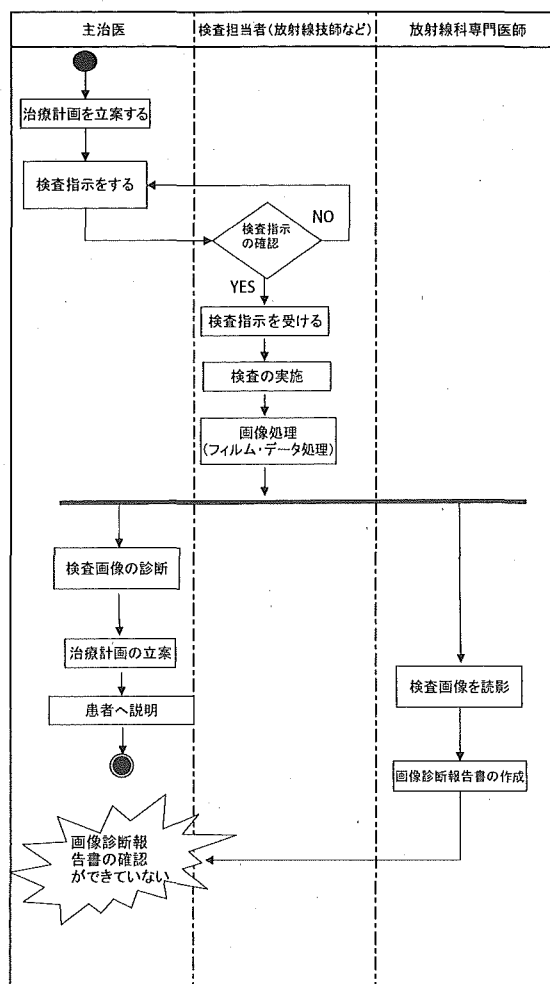 主治医
検査担当者(放射線技師など)
放射線科専門医師
治療計画を立案する
検査指示をする
検査指示
の確認
NO
YES
検査指示を受ける
検査の実施
画像処理
(フィルム・データ処理)
検査画像の診断
治療計画の立案
患者へ説明
検査画像を読影
画像診断報告書の作成
画像診断報
告書の確認
ができていない